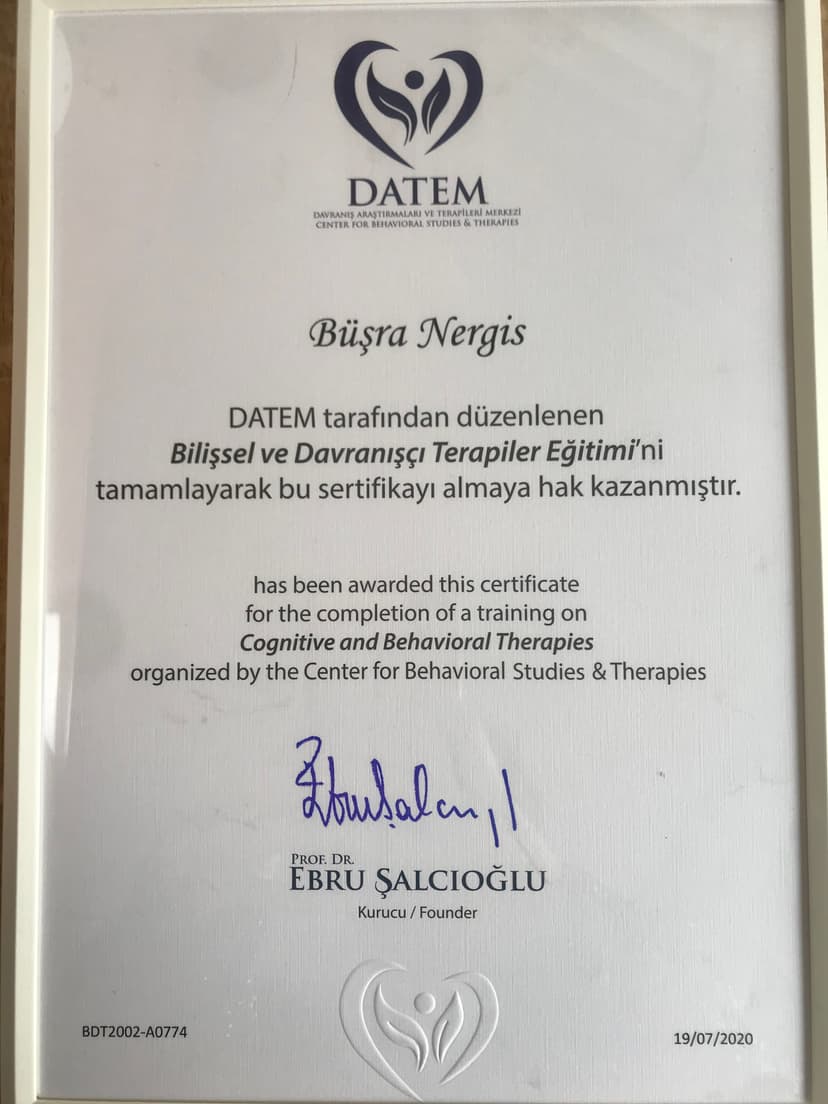 DATEM
DAVRANIŞ ARAŞTIRMALARI VE TERAPİLERİ MERKEZİ
CENTER FOR BEHAVIORAL STUDIES & THERAPIES
Büşra Nergis
DATEM tarafından düzenlenen
Bilişsel ve Davranışçı Terapiler Eğitimi'ni
tamamlayarak bu sertifikayı almaya hak kazanmıştır.
has been awarded this certificate
for the completion of a training on
Cognitive and Behavioral Therapies
organized by the Center for Behavioral Studies & Therapies
Ebru Şalcıoğlu
PROF. DR.
EBRU ŞALCIOĞLU
Kurucu / Founder
BDT2002-A0774
19/07/2020